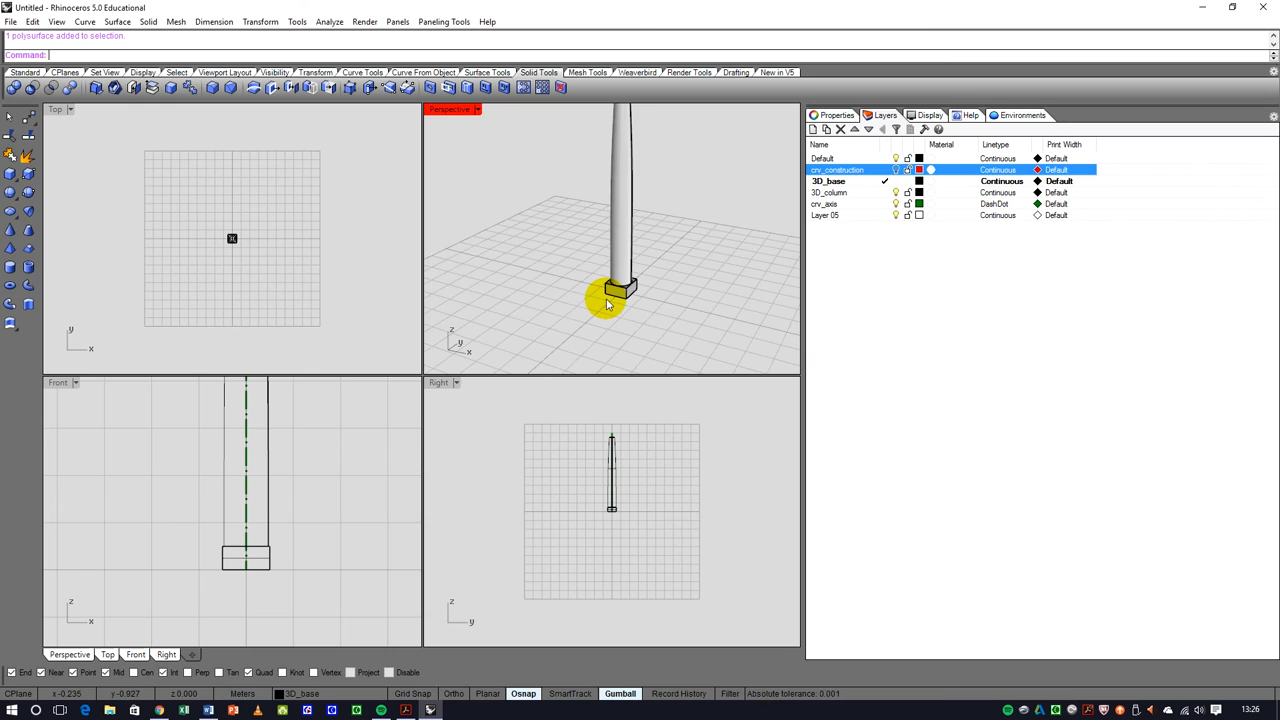 Untitled - Rhinoceros 5.0 Educational
File Edit View Curve Surface Solid Mesh Dimension Transform Tools Analyze Render Panels Paneling Tools Help
1 polysurface added to selection.
Command:
Standard CPlanes Set View Display Select Viewport Layout Visibility Transform Curve Tools Curve From Object Surface Tools Solid Tools Mesh Tools Weaverbird Render Tools Drafting New in V5
Top
Perspective
Properties Layers Display Help Environments
Name Material Linetype Print Width
Default Continuous Default
crv_construction Continuous Default
3D_base Continuous Default
3D_column Continuous Default
crv_axis DashDot Default
Layer 05 Continuous Default
y
x
z
y
x
Front
Right
z
x
z
y
Perspective Top Front Right
End Near Point Mid Cen Int Perp Tan Quad Knot Vertex Project Disable
CPlane x -0.235 y -0.927 z 0.000 Meters 3D_base Grid Snap Ortho Planar Osnap SmartTrack Gumball Record History Filter Absolute tolerance: 0.001
13:26